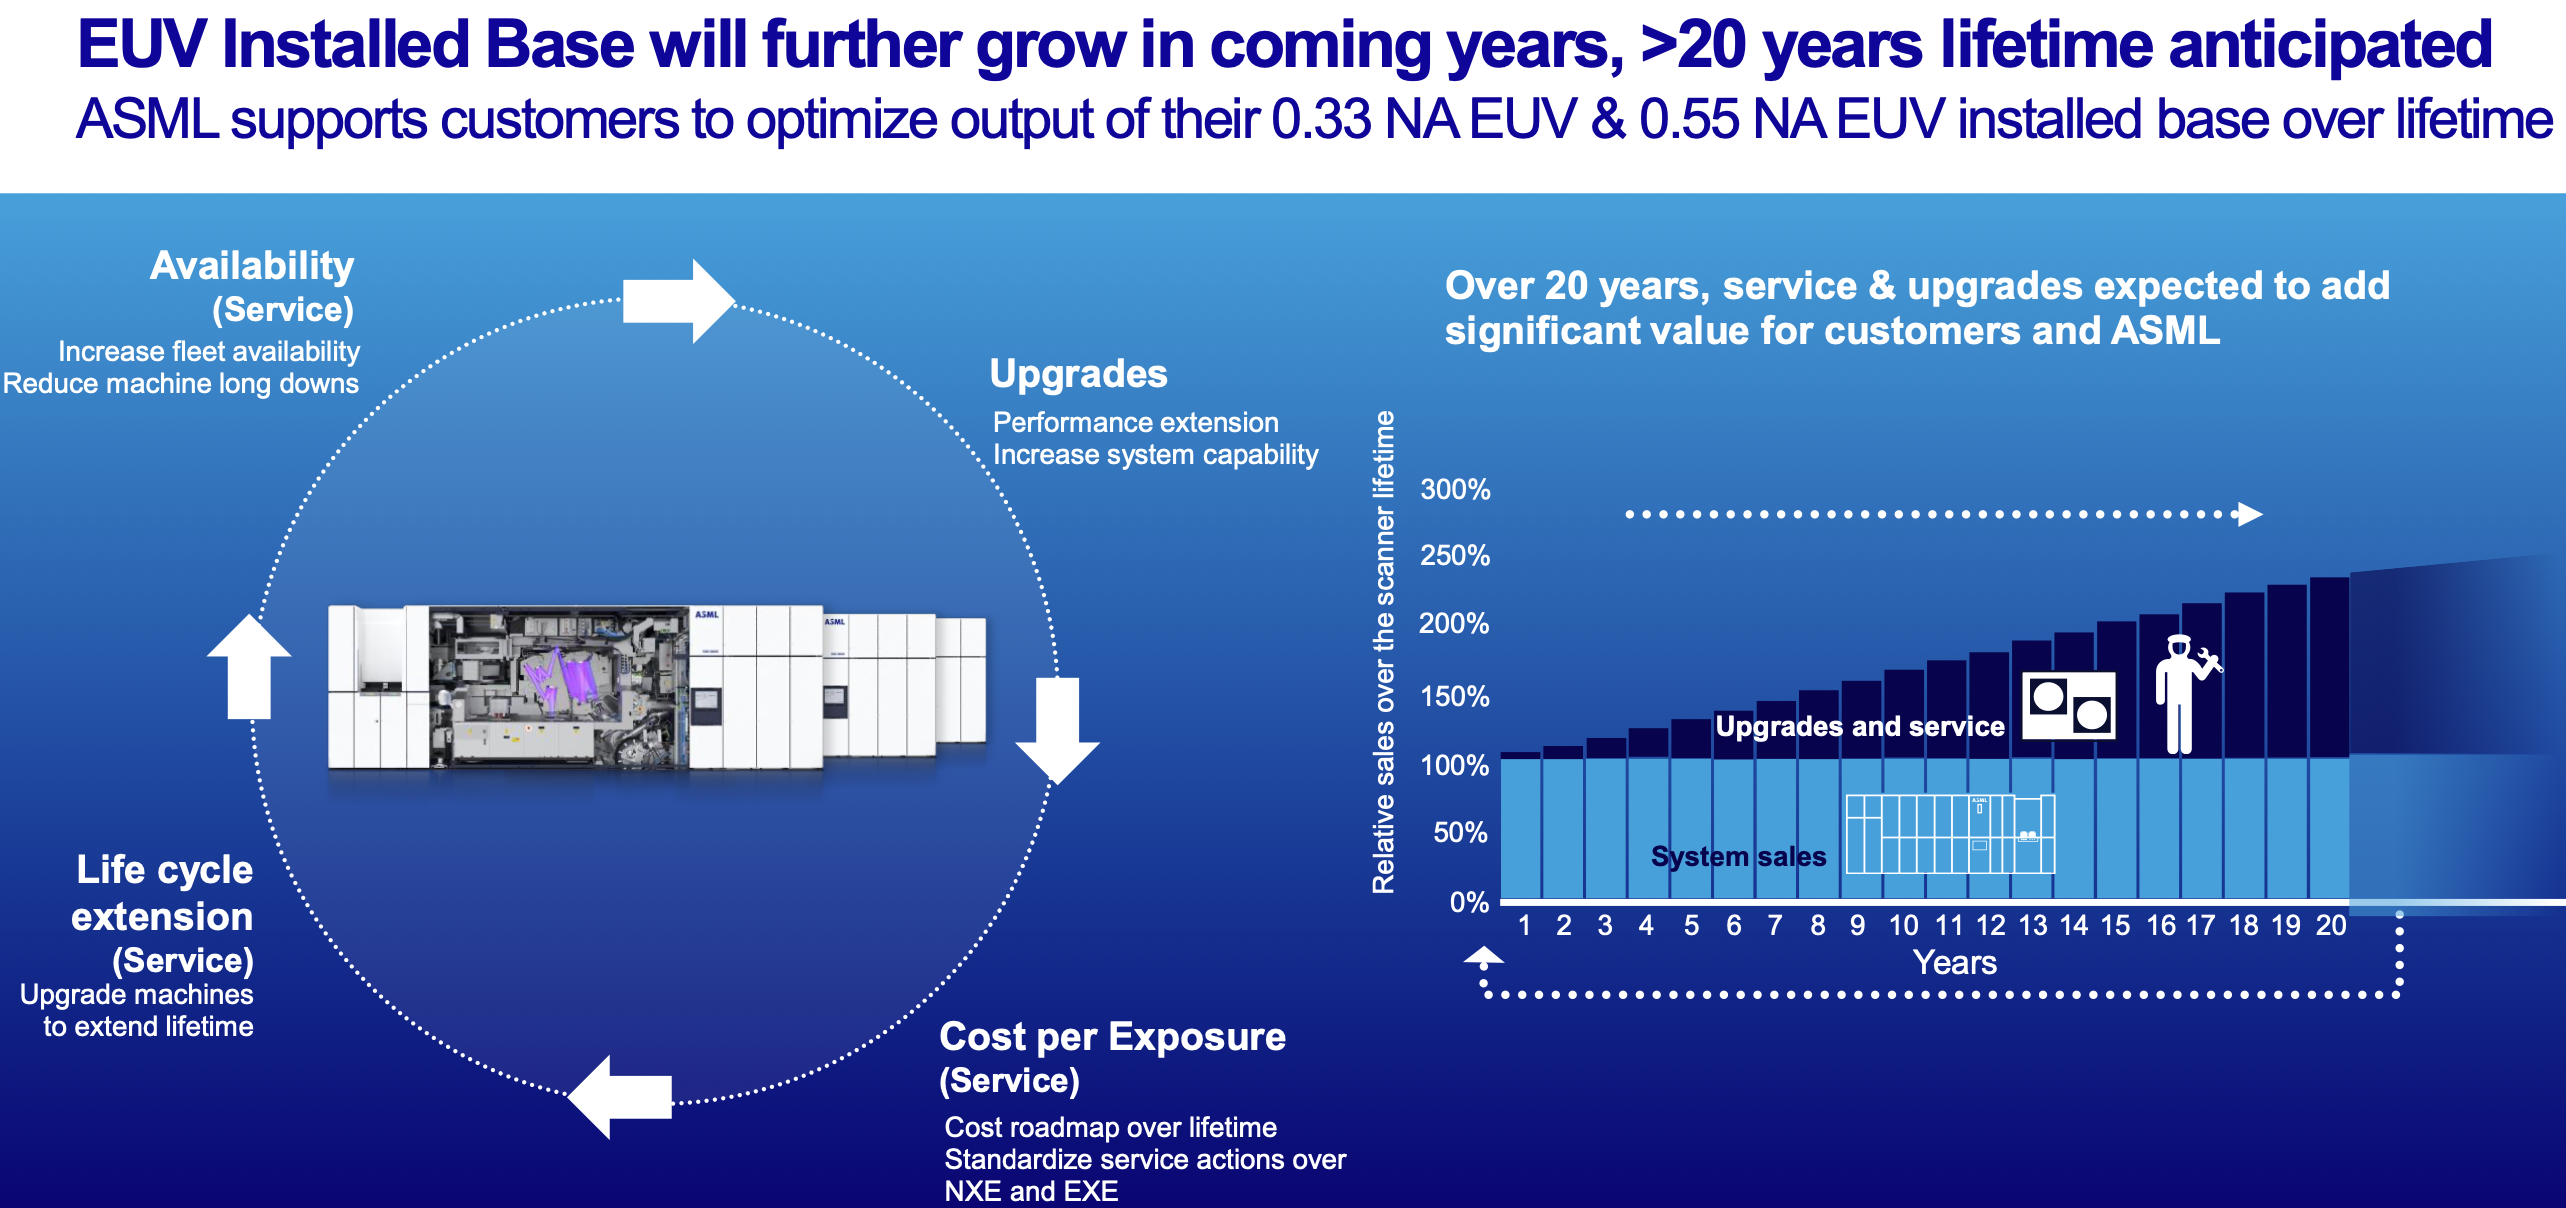 EUV Installed Base will further grow in coming years, >20 years lifetime anticipated
ASML supports customers to optimize output of their 0.33 NA EUV & 0.55 NA EUV installed base over lifetime
Availability
(Service)
Increase fleet availability
Reduce machine long downs
Upgrades
Performance extension
Increase system capability
ASML
ASML
Life cycle
extension
(Service)
Upgrade machines
to extend lifetime
Cost per Exposure
(Service)
Cost roadmap over lifetime
Standardize service actions over
NXE and EXE
Over 20 years, service & upgrades expected to add
significant value for customers and ASML
Relative sales over the scanner lifetime
300%
250%
200%
150%
100%
50%
0%
Upgrades and service
System sales
ASML
1 2 3 4 5 6 7 8 9 10 11 12 13 14 15 16 17 18 19 20
Years